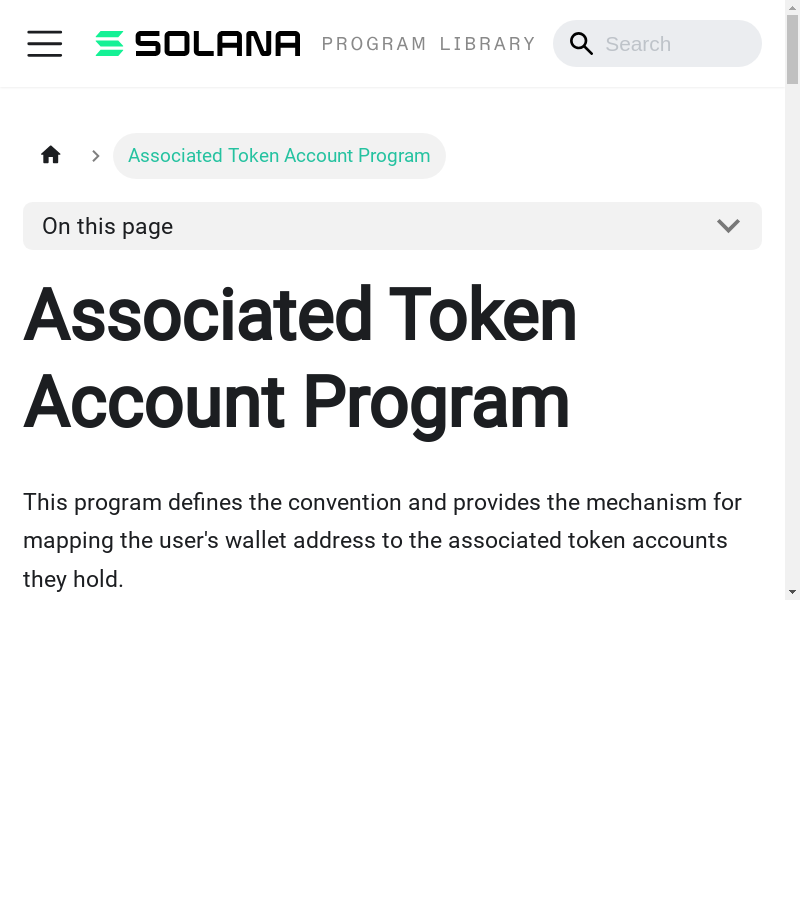 SOLANA PROGRAM LIBRARY Search
Associated Token Account Program
On this page
Associated Token
Account Program
This program defines the convention and provides the mechanism for
mapping the user's wallet address to the associated token accounts
they hold.